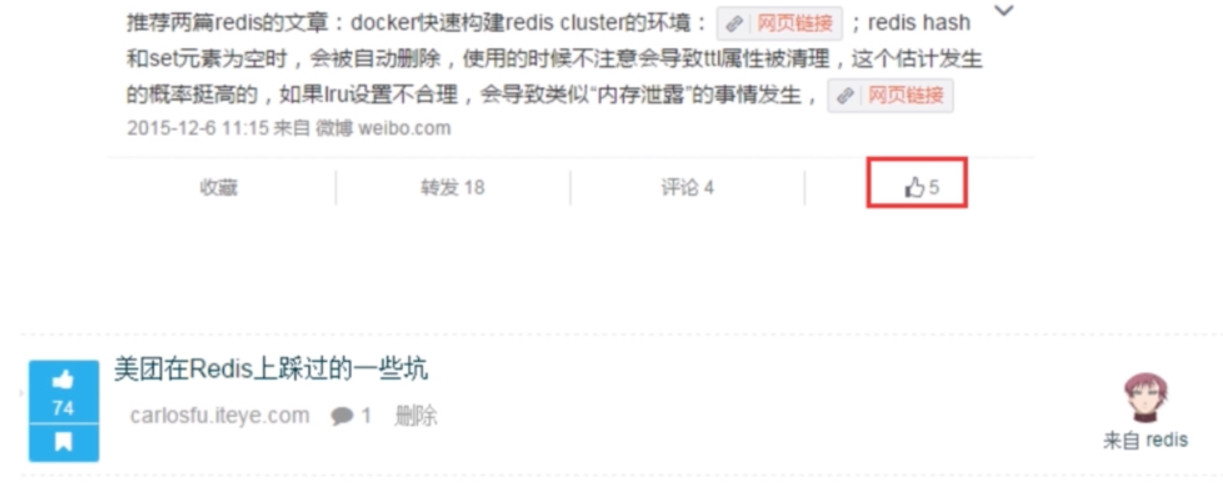 推荐两篇redis的文章：docker快速构建redis cluster的环境： 网页链接 ；redis hash
和set元素为空时，会被自动删除，使用的时候不注意会导致ttl属性被清理，这个估计发生
的概率挺高的，如果lru设置不合理，会导致类似“内存泄露”的事情发生， 网页链接
2015-12-6 11:15 来自 微博 weibo.com
收藏 转发 18 评论 4 5
美团在Redis上踩过的一些坑
74
carlosfu.iteye.com 1 删除
来自 redis